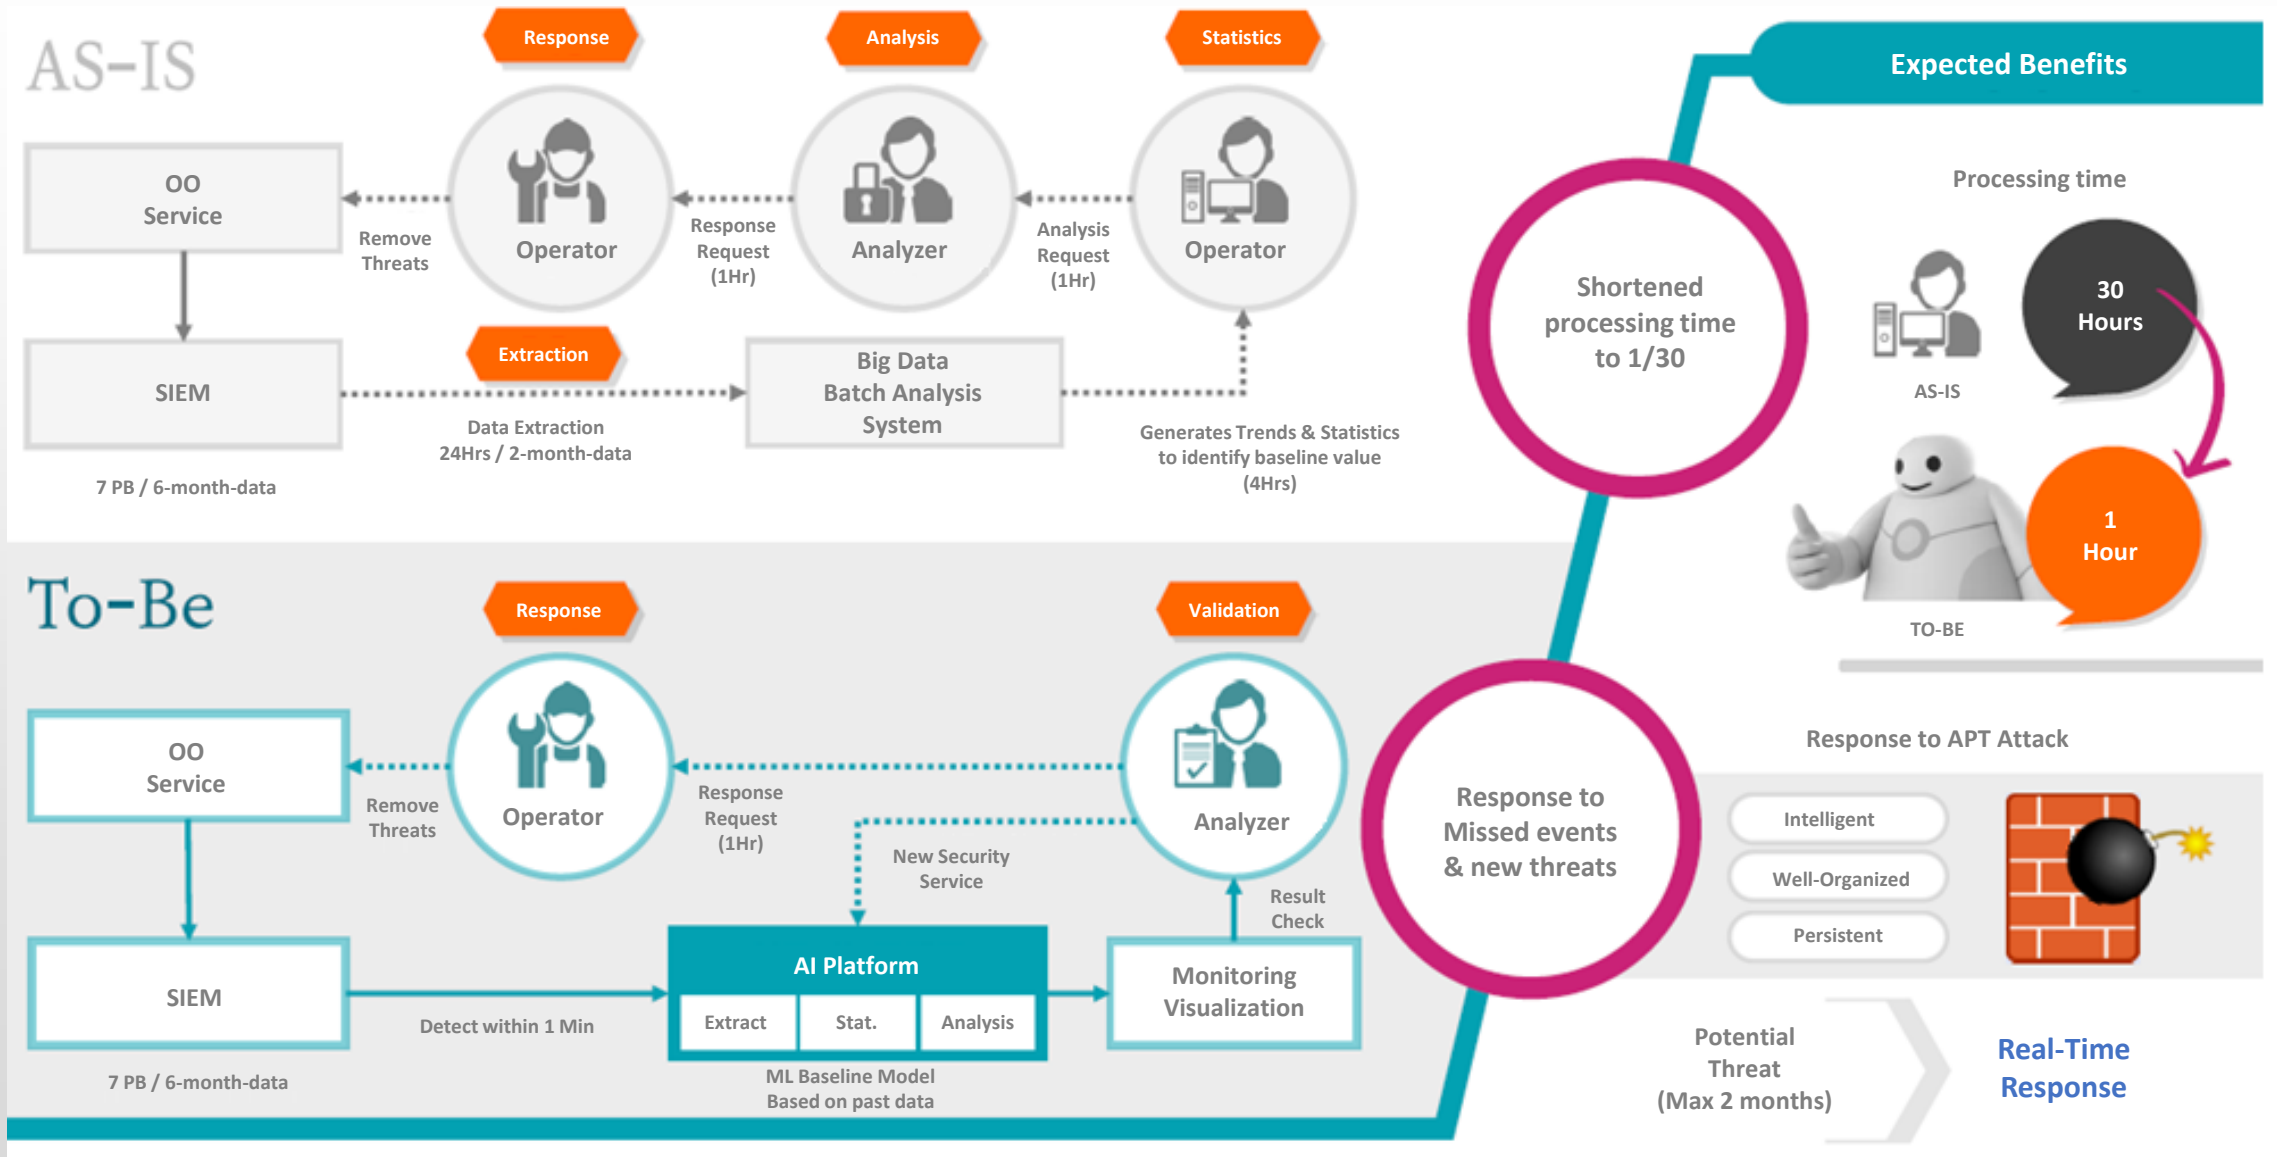 AS-IS
Response
Analysis
Statistics
OO
Service
Remove
Threats
Operator
Response
Request
(1Hr)
Analyzer
Analysis
Request
(1Hr)
Operator
SIEM
7 PB / 6-month-data
Extraction
Data Extraction
24Hrs / 2-month-data
Big Data
Batch Analysis
System
Generates Trends & Statistics
to identify baseline value
(4Hrs)
To-Be
Response
Validation
OO
Service
Remove
Threats
Operator
Response
Request
(1Hr)
New Security
Service
Analyzer
Result
Check
SIEM
7 PB / 6-month-data
Detect within 1 Min
AI Platform
Extract
Stat.
Analysis
ML Baseline Model
Based on past data
Monitoring
Visualization
Expected Benefits
Shortened
processing time
to 1/30
Processing time
30
Hours
AS-IS
1
Hour
TO-BE
Response to
Missed events
& new threats
Response to APT Attack
Intelligent
Well-Organized
Persistent
Potential
Threat
(Max 2 months)
Real-Time
Response